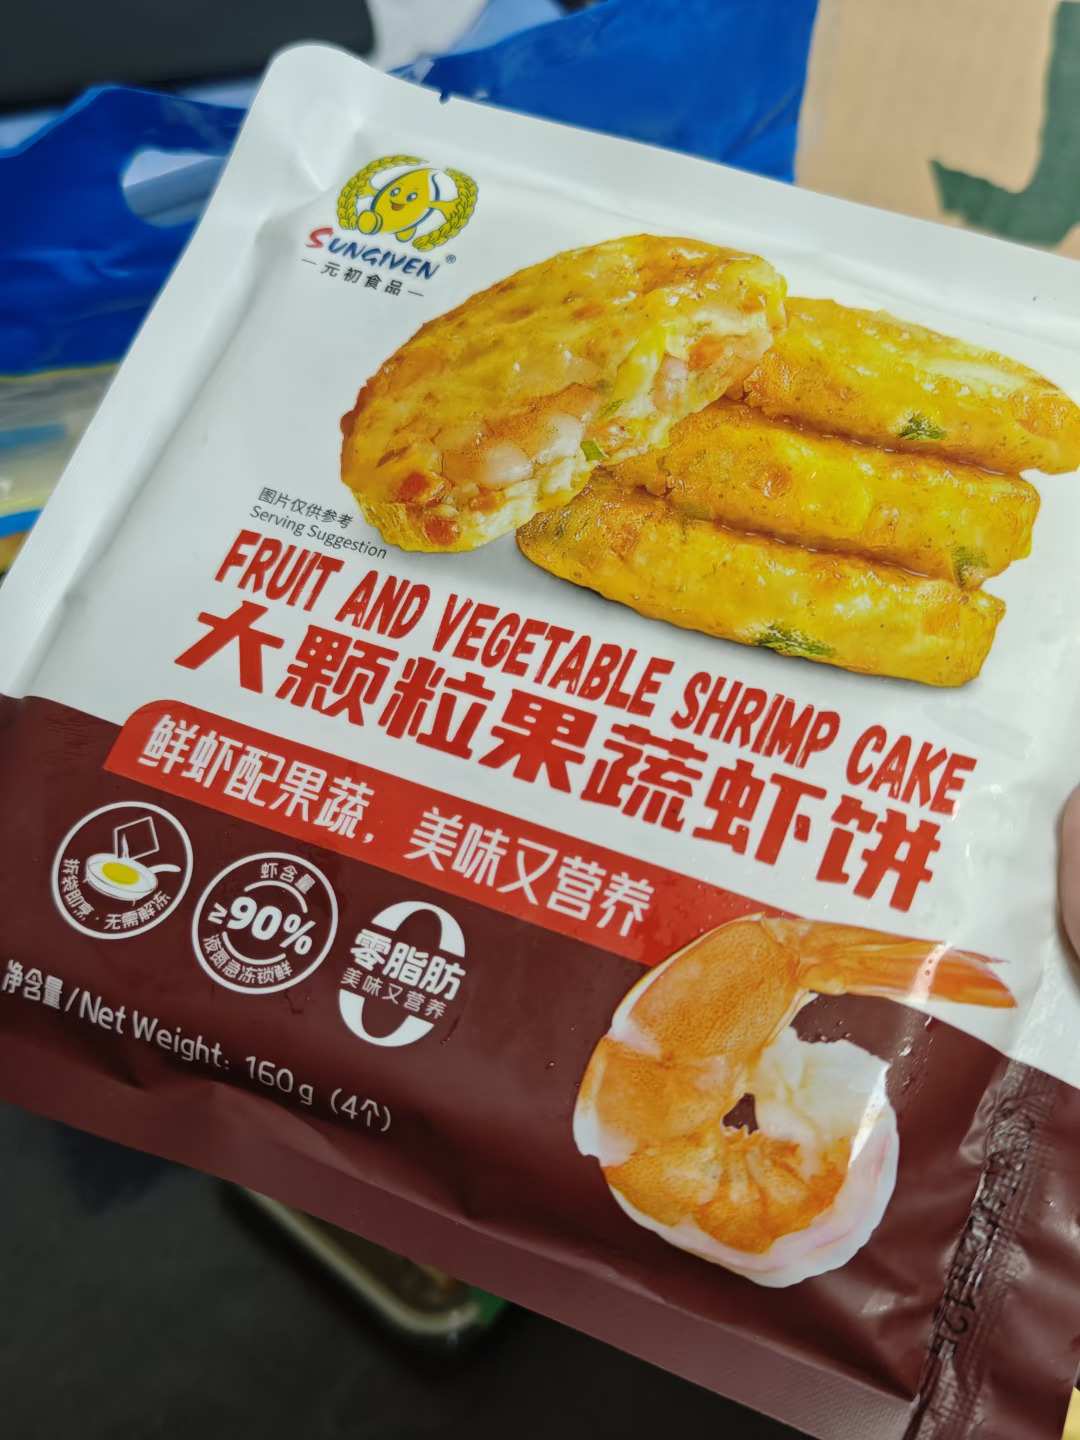 SUNGIVEN®
元初食品
图片仅供参考
Serving Suggestion
FRUIT AND VEGETABLE SHRIMP CAKE
大颗粒果蔬虾饼
鲜虾配果蔬，美味又营养
拆袋即烹·无需解冻
虾含量
≥90%
液氮急冻锁鲜
零脂肪
美味又营养
净含量/Net Weight: 160g (4个)